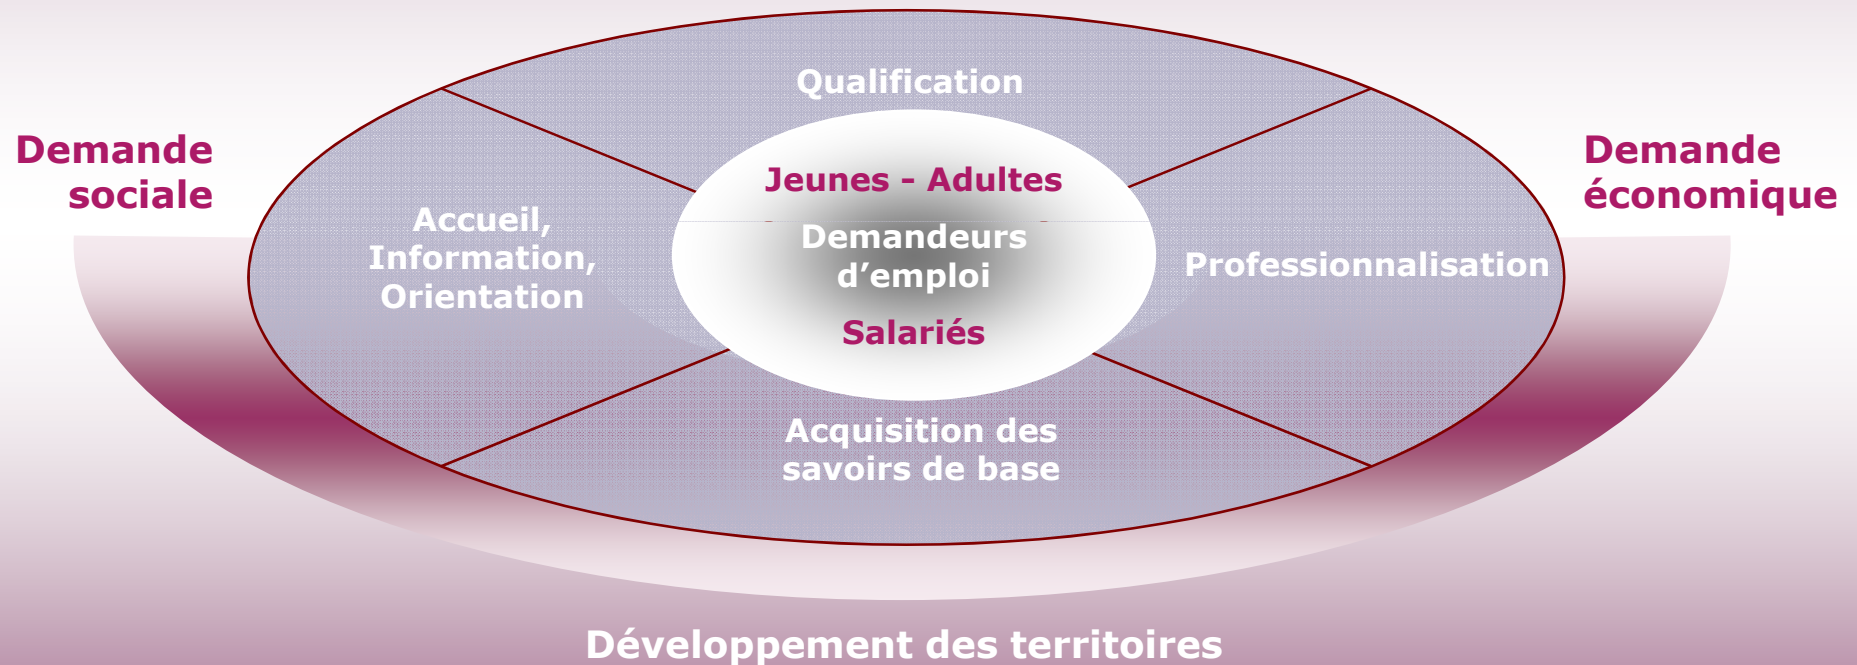 Qualification
Demande
sociale
Demande
économique
Jeunes – Adultes
Accueil,
Information,
Orientation
Demandeurs
d’emploi
Professionnalisation
Salariés
Acquisition des
savoirs de base
Développement des territoires